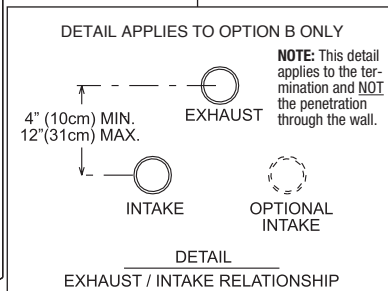 DETAIL APPLIES TO OPTION B ONLY
NOTE: This detail
applies to the ter-
mination and NOT
the penetration
through the wall.
EXHAUST
4” (10cm) MIN.
12”(31cm) MAX.
INTAKE
OPTIONAL
INTAKE
DETAIL
EXHAUST / INTAKE RELATIONSHIP